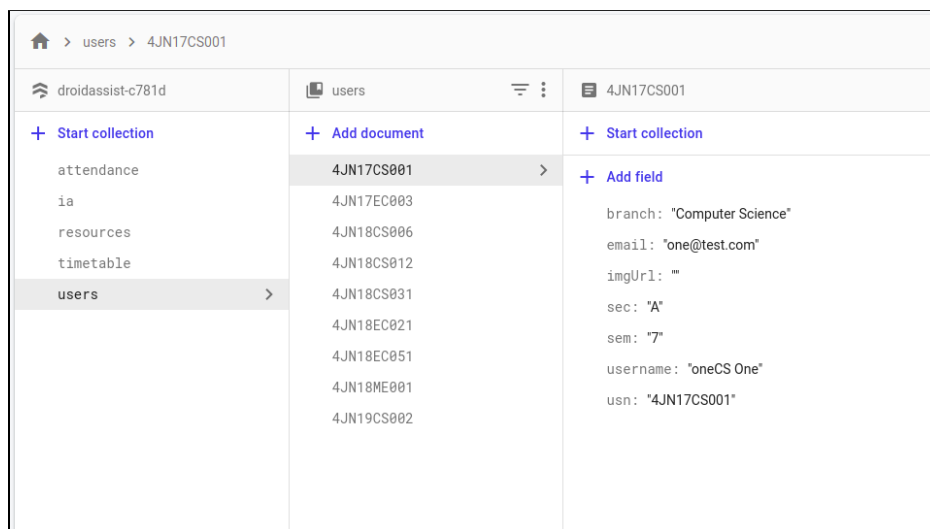 users 4JN17CS001
droidassist-c781d
Start collection
attendance
ia
resources
timetable
users
users
Add document
4JN17CS001
4JN17EC003
4JN18CS006
4JN18CS012
4JN18CS031
4JN18EC021
4JN18EC051
4JN18ME001
4JN19CS002
4JN17CS001
Start collection
Add field
branch: "Computer Science"
email: "one@test.com"
imgUrl: ""
sec: "A"
sem: "7"
username: "oneCS One"
usn: "4JN17CS001"